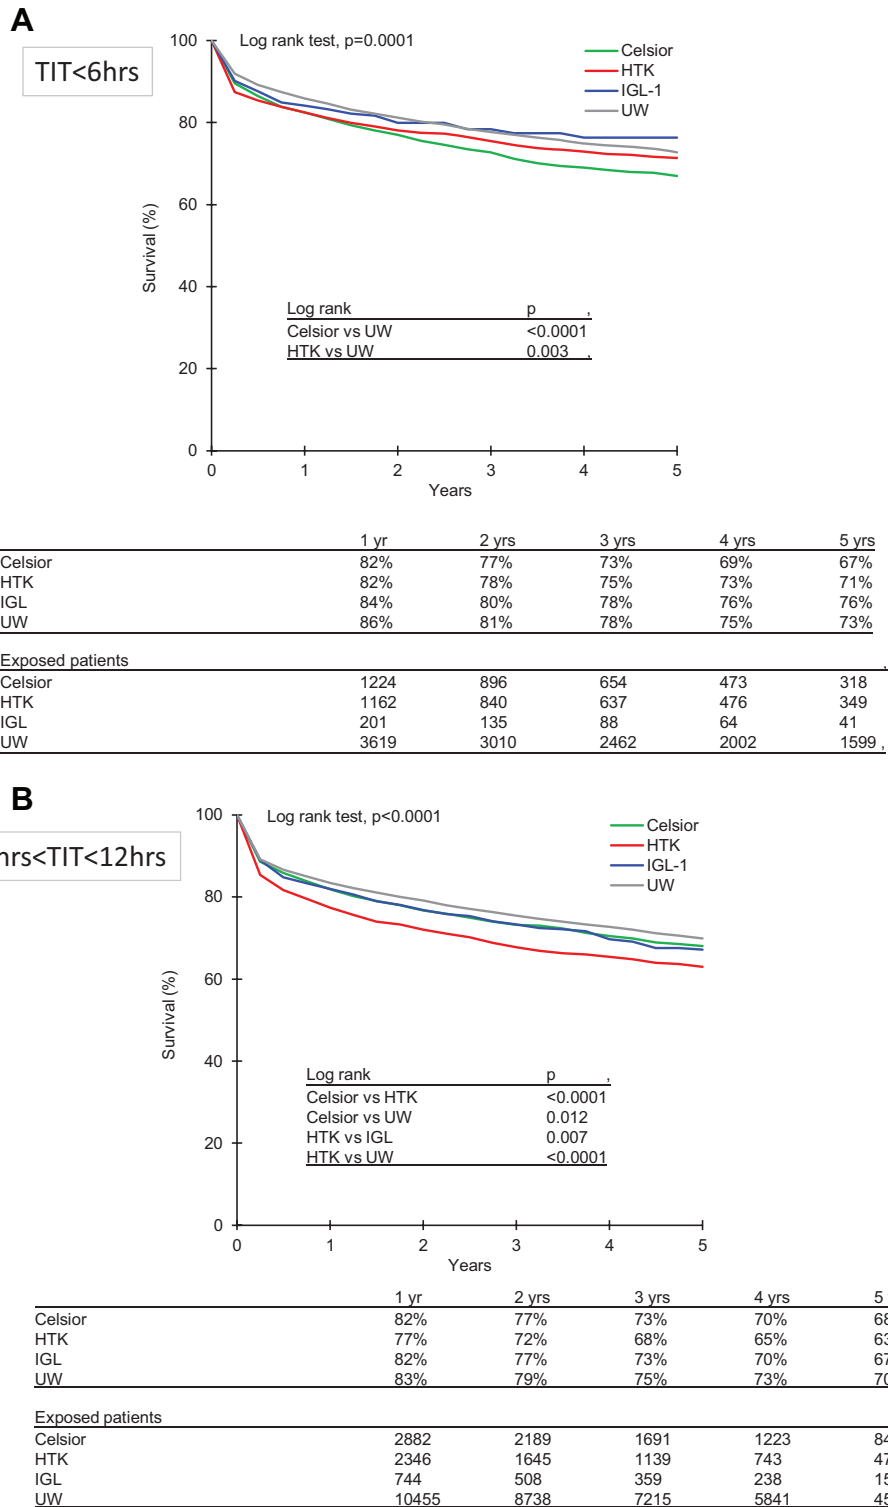 A
TIT<6hrs
Log rank test, p=0.0001
Celsior
HTK
IGL-1
UW
100
80
60
40
20
0
Survival (%)
Log rank p ,
Celsior vs UW <0.0001
HTK vs UW 0.003 ,
0 1 2 3 4 5
Years
1 yr 2 yrs 3 yrs 4 yrs 5 yrs
Celsior 82% 77% 73% 69% 67%
HTK 82% 78% 75% 73% 71%
IGL 84% 80% 78% 76% 76%
UW 86% 81% 78% 75% 73%
Exposed patients ,
Celsior 1224 896 654 473 318
HTK 1162 840 637 476 349
IGL 201 135 88 64 41
UW 3619 3010 2462 2002 1599 ,
B
hrs<TIT<12hrs
Log rank test, p<0.0001
Celsior
HTK
IGL-1
UW
100
80
60
40
20
0
Survival (%)
Log rank p ,
Celsior vs HTK <0.0001
Celsior vs UW 0.012
HTK vs IGL 0.007
HTK vs UW <0.0001
0 1 2 3 4 5
Years
1 yr 2 yrs 3 yrs 4 yrs 5
Celsior 82% 77% 73% 70% 68
HTK 77% 72% 68% 65% 63
IGL 82% 77% 73% 70% 67
UW 83% 79% 75% 73% 70
Exposed patients
Celsior 2882 2189 1691 1223 84
HTK 2346 1645 1139 743 47
IGL 744 508 359 238 15
UW 10455 8738 7215 5841 45